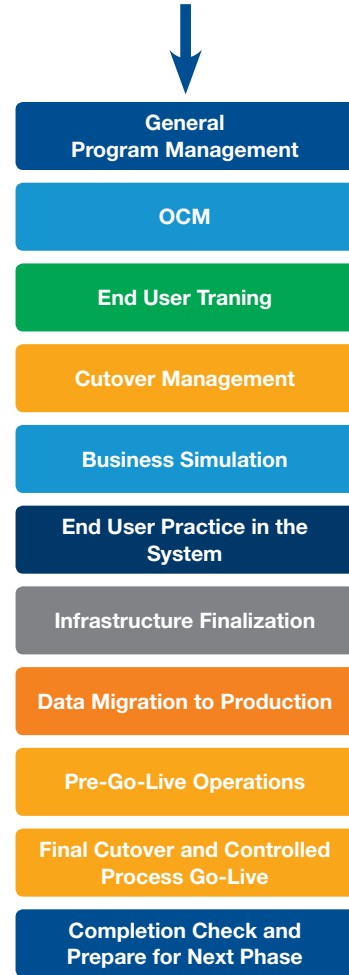 General
Program Management
OCM
End User Traning
Cutover Management
Business Simulation
End User Practice in the
System
Infrastructure Finalization
Data Migration to Production
Pre-Go-Live Operations
Final Cutover and Controlled
Process Go-Live
Completion Check and
Prepare for Next Phase